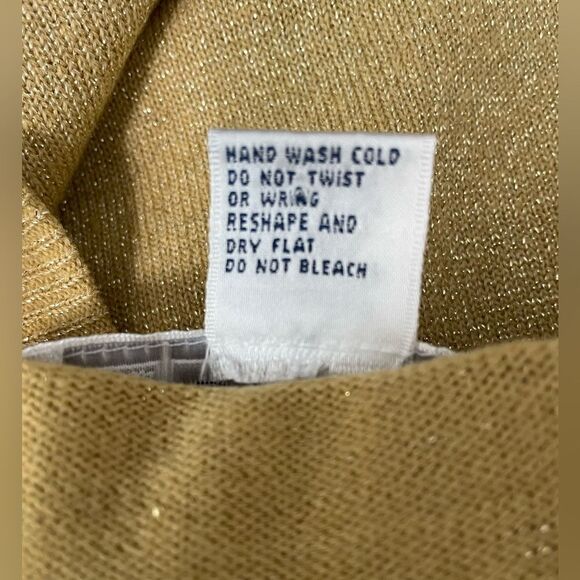 HAND WASH COLD
DO NOT TWIST
OR WRING
RESHAPE AND
DRY FLAT
DO NOT BLEACH